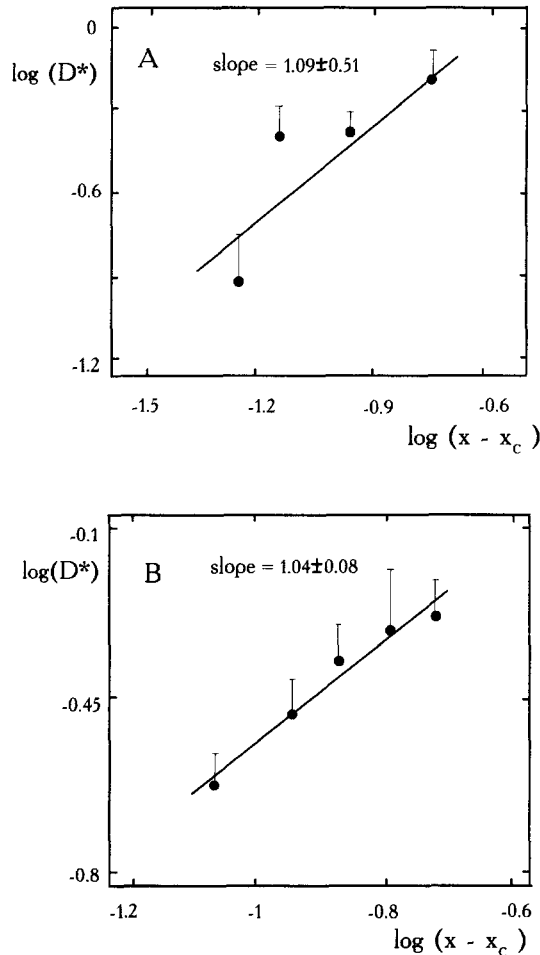 0
log (D*)
A
slope = 1.09±0.51
-0.6
-1.2
-1.5
-1.2
-0.9
-0.6
log (x - xc)
-0.1
log(D*)
B
slope = 1.04±0.08
-0.45
-0.8
-1.2
-1
-0.8
-0.6
log (x - xc)